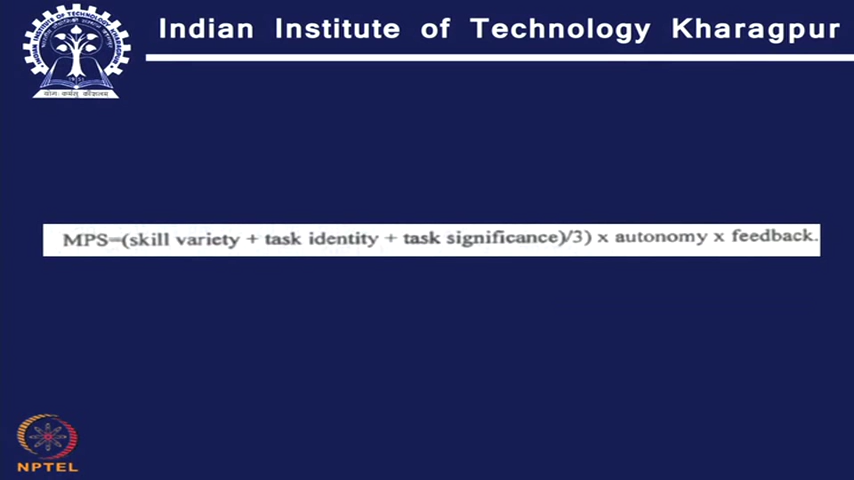 Indian Institute of Technology Kharagpur
MPS=(skill variety + task identity + task significance)/3) x autonomy x feedback.
NPTEL